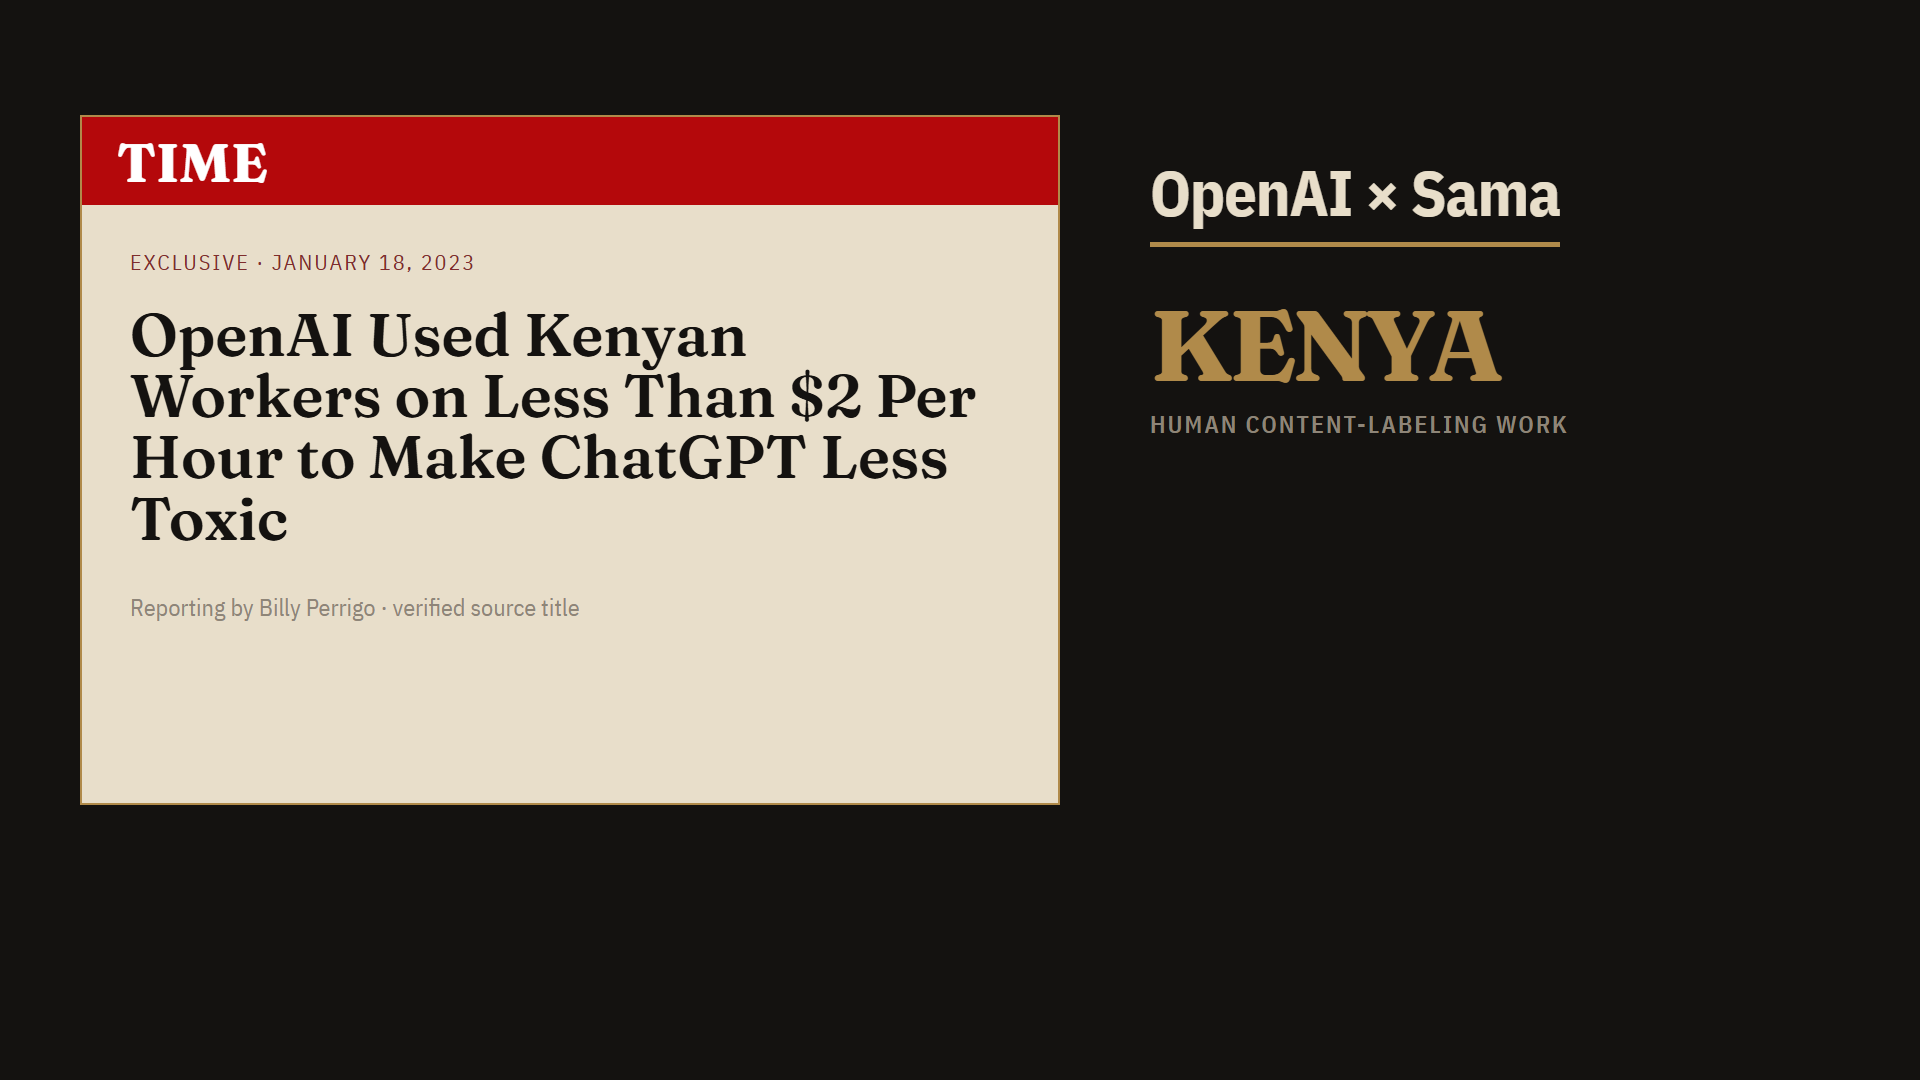 TIME
EXCLUSIVE · JANUARY 18, 2023
OpenAI Used Kenyan
Workers on Less Than $2 Per
Hour to Make ChatGPT Less
Toxic
Reporting by Billy Perrigo · verified source title
OpenAI × Sama
KENYA
HUMAN CONTENT-LABELING WORK